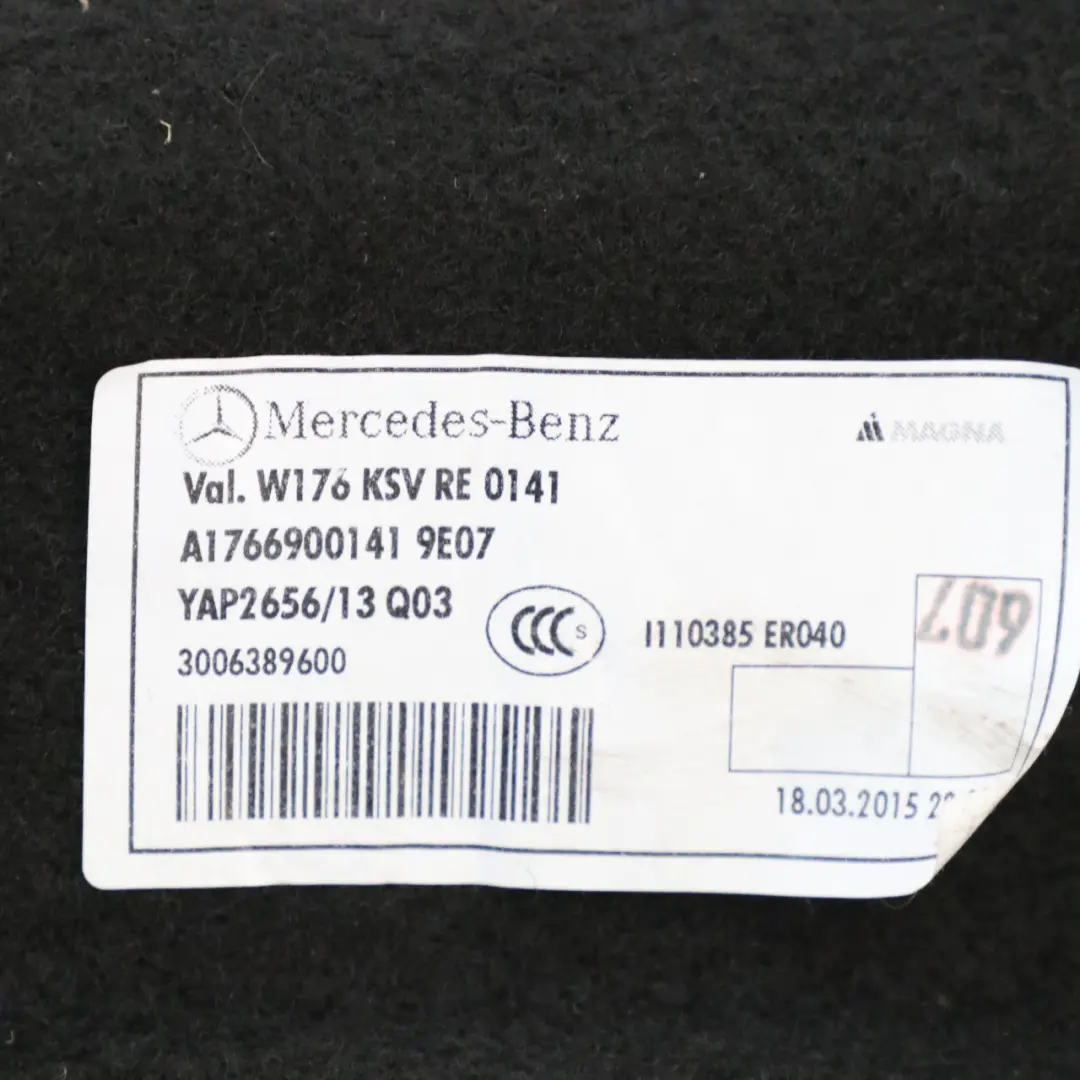 Mercedes-Benz
MAGNA
Val. W176 KSV RE 0141
A1766900141 9E07
YAP2656/13 Q03
3006389600
CCC S
I110385 ER040
607
18.03.2015